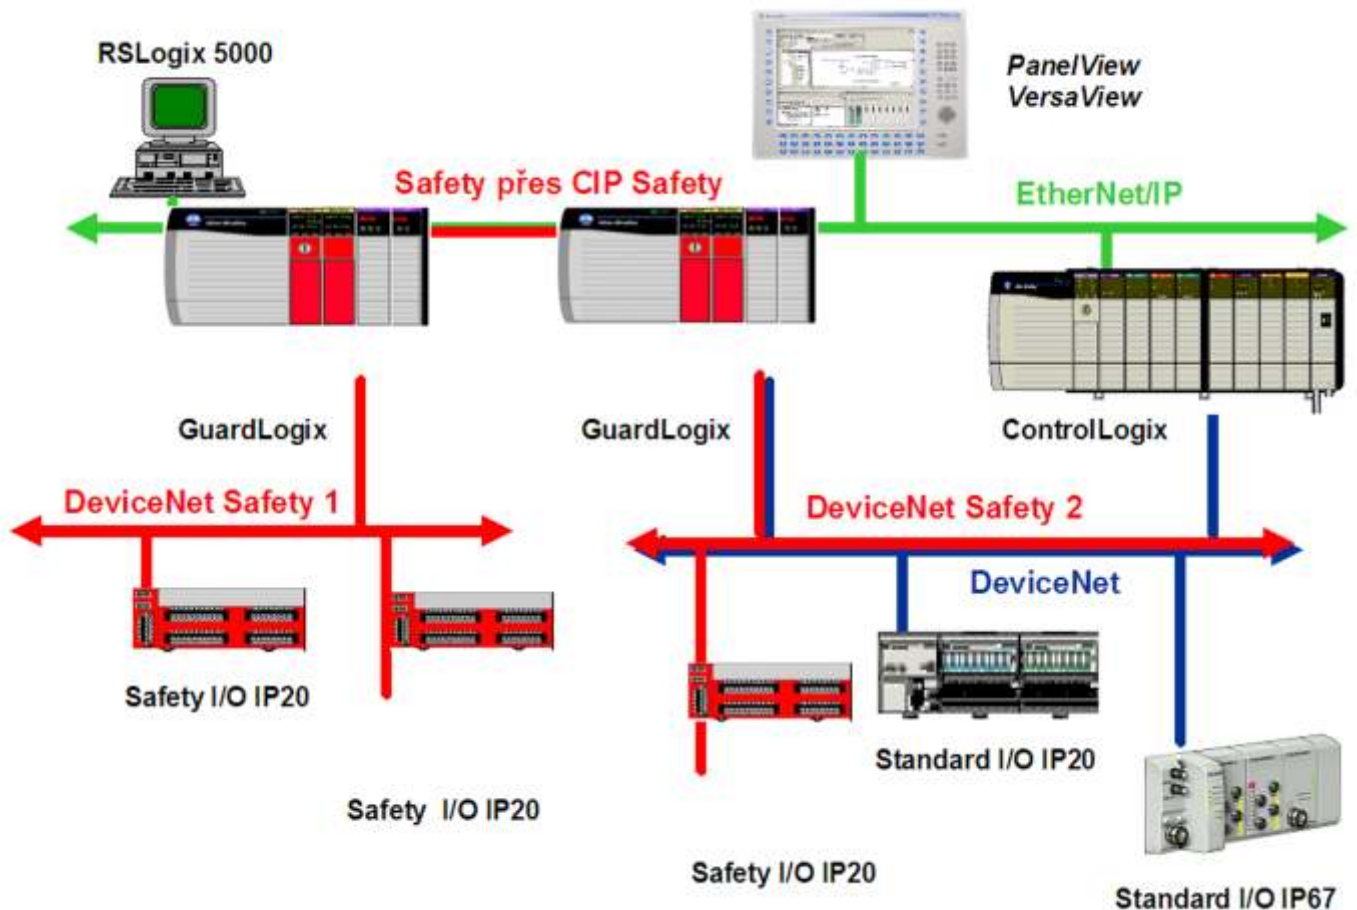 RSLogix 5000
PanelView
VersaView
Safety přes CIP Safety
EtherNet/IP
GuardLogix
GuardLogix
ControlLogix
DeviceNet Safety 1
DeviceNet Safety 2
DeviceNet
Safety I/O IP20
Safety I/O IP20
Standard I/O IP20
Safety I/O IP20
Standard I/O IP67